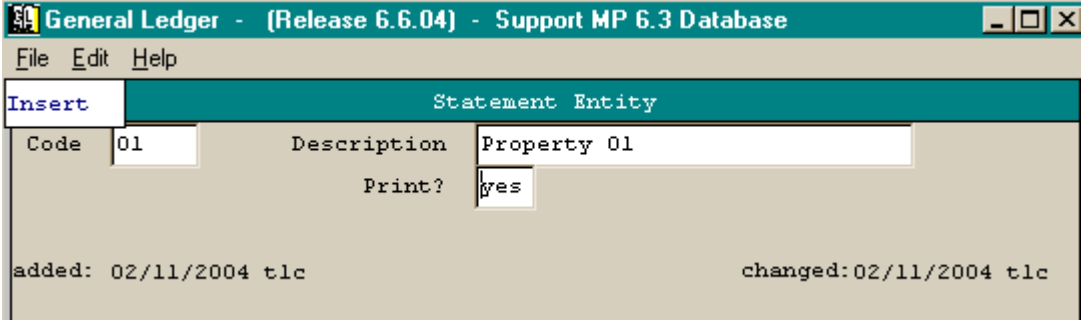 General Ledger - (Release 6.6.04) - Support MP 6.3 Database
File Edit Help
Insert Statement Entity
Code 01 Description Property 01
Print? yes
added: 02/11/2004 tlc changed: 02/11/2004 tlc